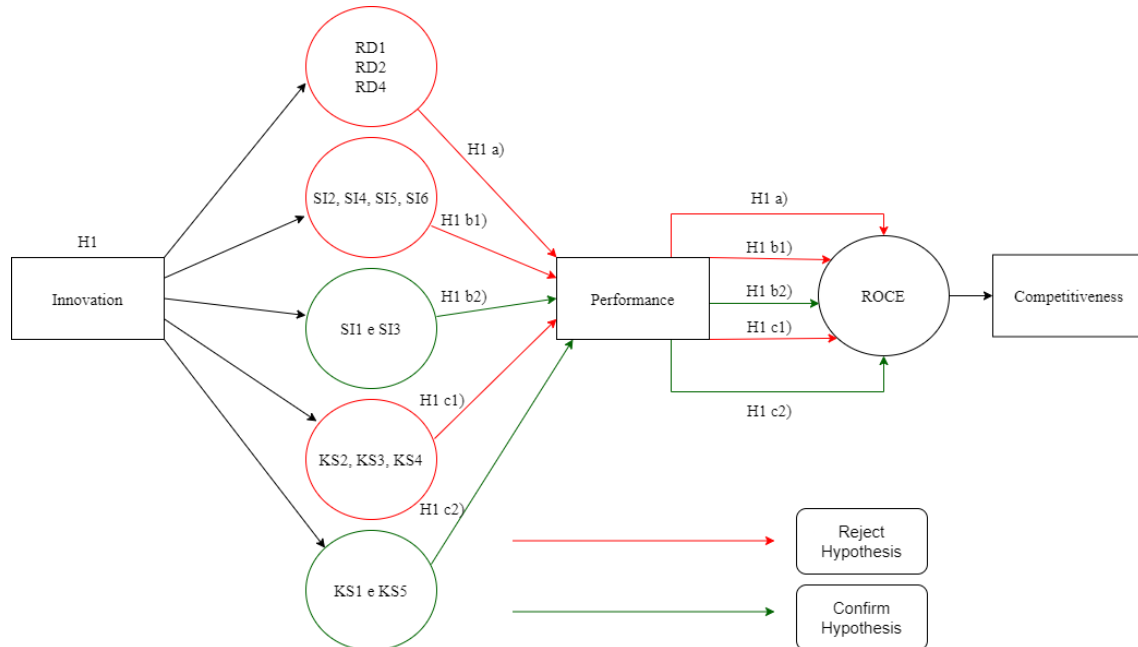 RD1
RD2
RD4
H1 a)
SI2, SI4, SI5, SI6
H1 b1)
H1
Innovation
SI1 e SI3
H1 b2)
Performance
H1 a)
H1 b1)
H1 b2)
H1 c1)
H1 c2)
ROCE
Competitiveness
H1 c1)
KS2, KS3, KS4
H1 c2)
KS1 e KS5
Reject
Hypothesis
Confirm
Hypothesis